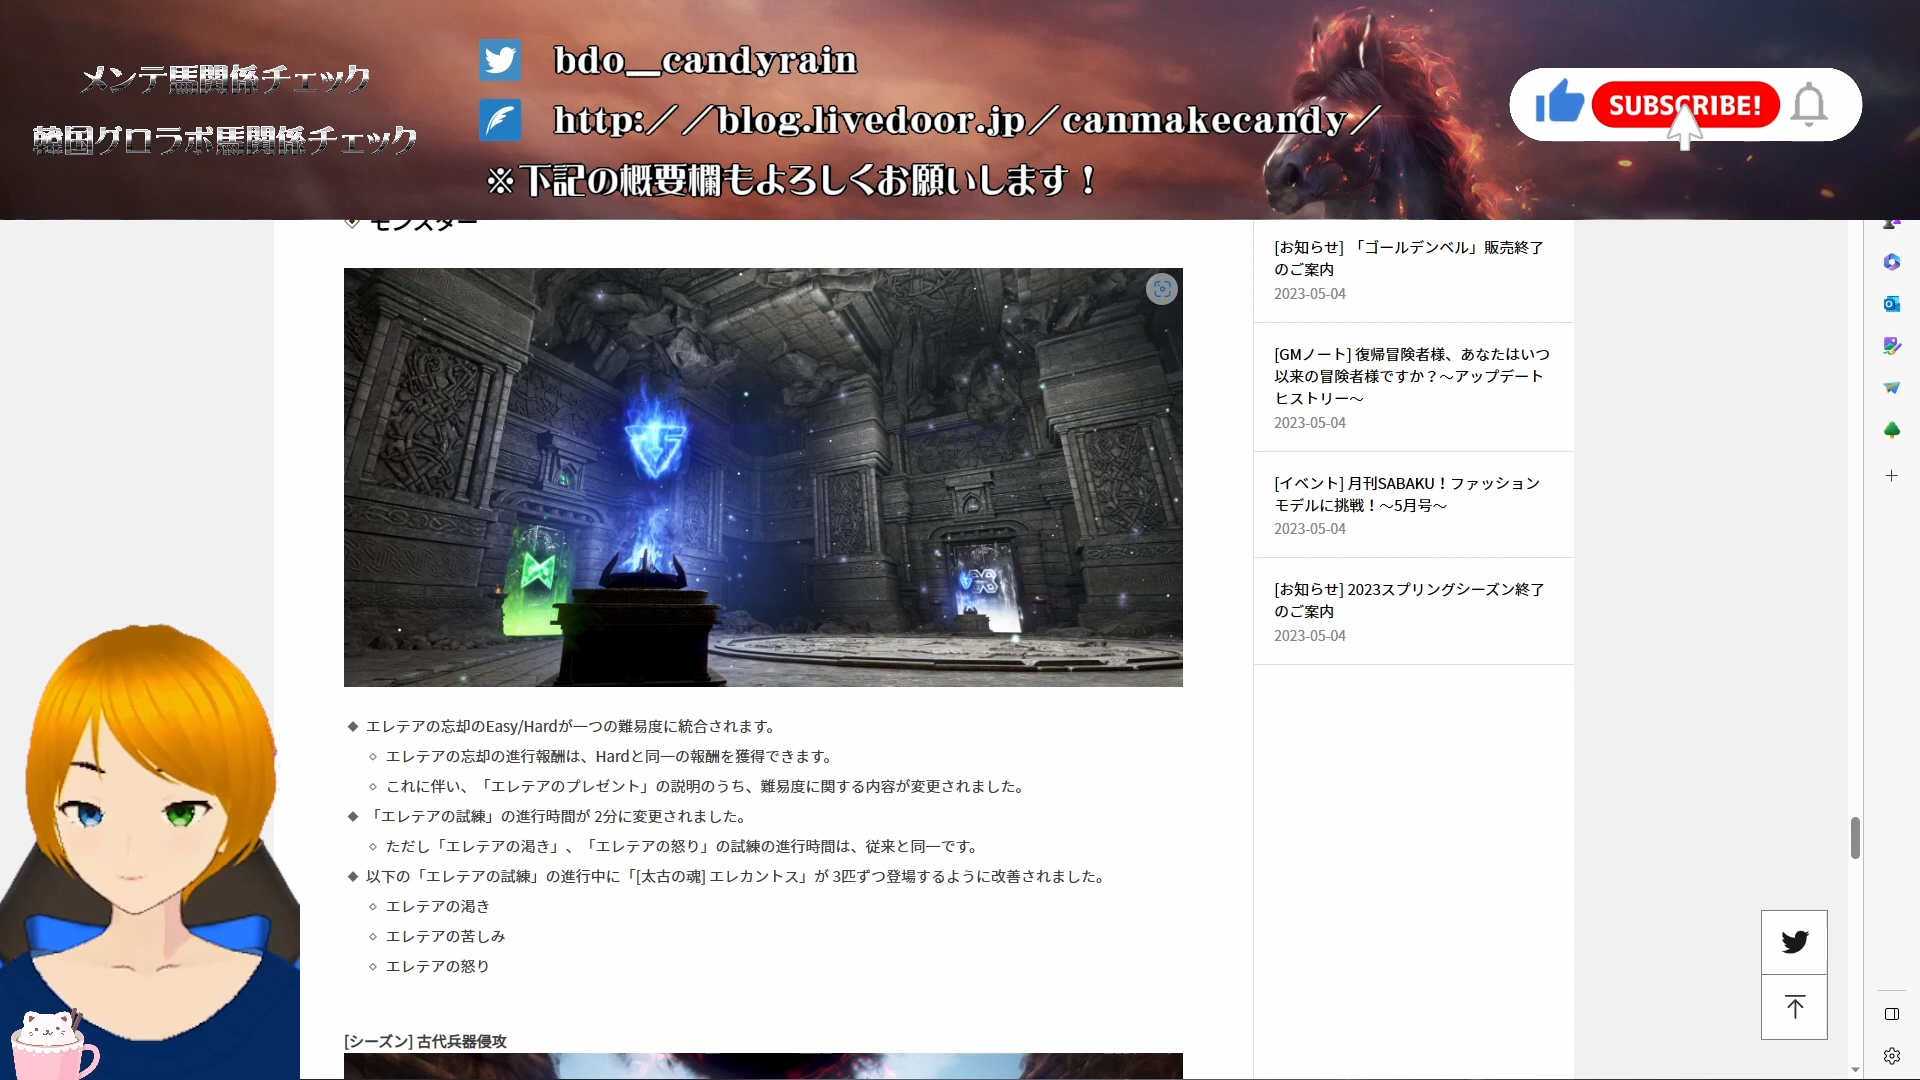 メンテ馬関係チェック
韓国グロラボ馬関係チェック
bdo__candyrain
http://blog.livedoor.jp/canmakecandy/
※下記の概要欄もよろしくお願いします！
SUBSCRIBE!
モンスター
エレテアの忘却のEasy/Hardが一つの難易度に統合されます。
エレテアの忘却の進行報酬は、Hardと同一の報酬を獲得できます。
これに伴い、「エレテアのプレゼント」の説明のうち、難易度に関する内容が変更されました。
「エレテアの試練」の進行時間が 2分に変更されました。
ただし「エレテアの渇き」、「エレテアの怒り」の試練の進行時間は、従来と同一です。
以下の「エレテアの試練」の進行中に「[太古の魂] エレカントス」が 3匹ずつ登場するように改善されました。
エレテアの渇き
エレテアの苦しみ
エレテアの怒り
[シーズン] 古代兵器侵攻
[お知らせ] 「ゴールデンベル」販売終了
のご案内
2023-05-04
[GMノート] 復帰冒険者様、あなたはいつ
以来の冒険者様ですか？～アップデート
ヒストリー～
2023-05-04
[イベント] 月刊SABAKU！ファッション
モデルに挑戦！～5月号～
2023-05-04
[お知らせ] 2023スプリングシーズン終了
のご案内
2023-05-04